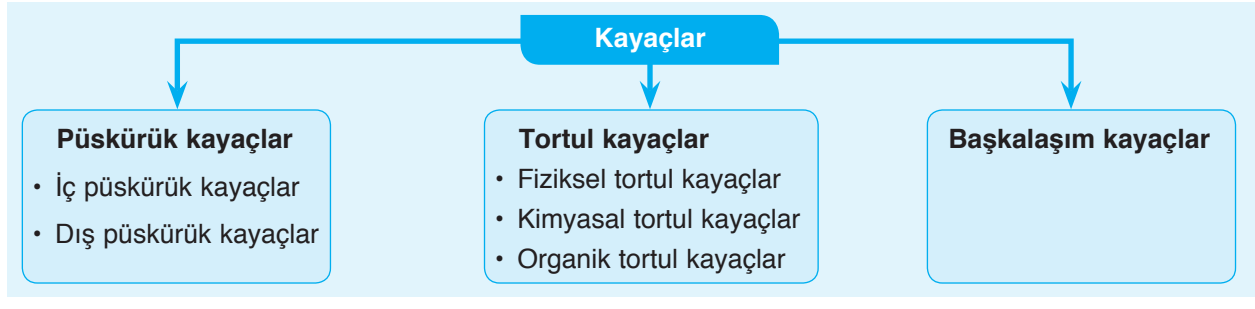 Kayaçlar
Püskürük kayaçlar
• İç püskürük kayaçlar
• Dış püskürük kayaçlar
Tortul kayaçlar
• Fiziksel tortul kayaçlar
• Kimyasal tortul kayaçlar
• Organik tortul kayaçlar
Başkalaşım kayaçlar